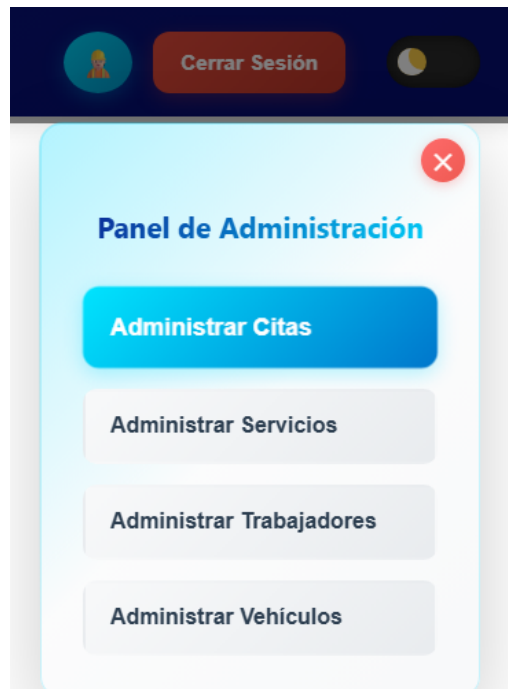 Cerrar Sesión
Panel de Administración
Administrar Citas
Administrar Servicios
Administrar Trabajadores
Administrar Vehículos